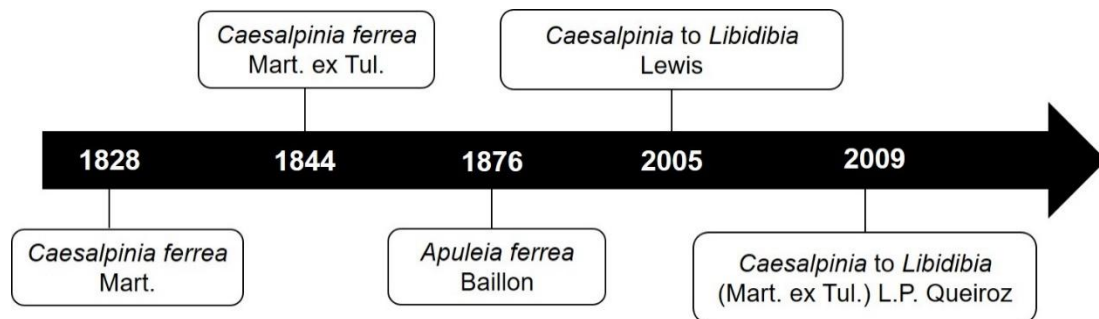 Caesalpinia ferrea
Mart. ex Tul.
Caesalpinia to Libidibia
Lewis
1828 1844 1876 2005 2009
Caesalpinia ferrea
Mart.
Apuleia ferrea
Baillon
Caesalpinia to Libidibia
(Mart. ex Tul.) L.P. Queiroz